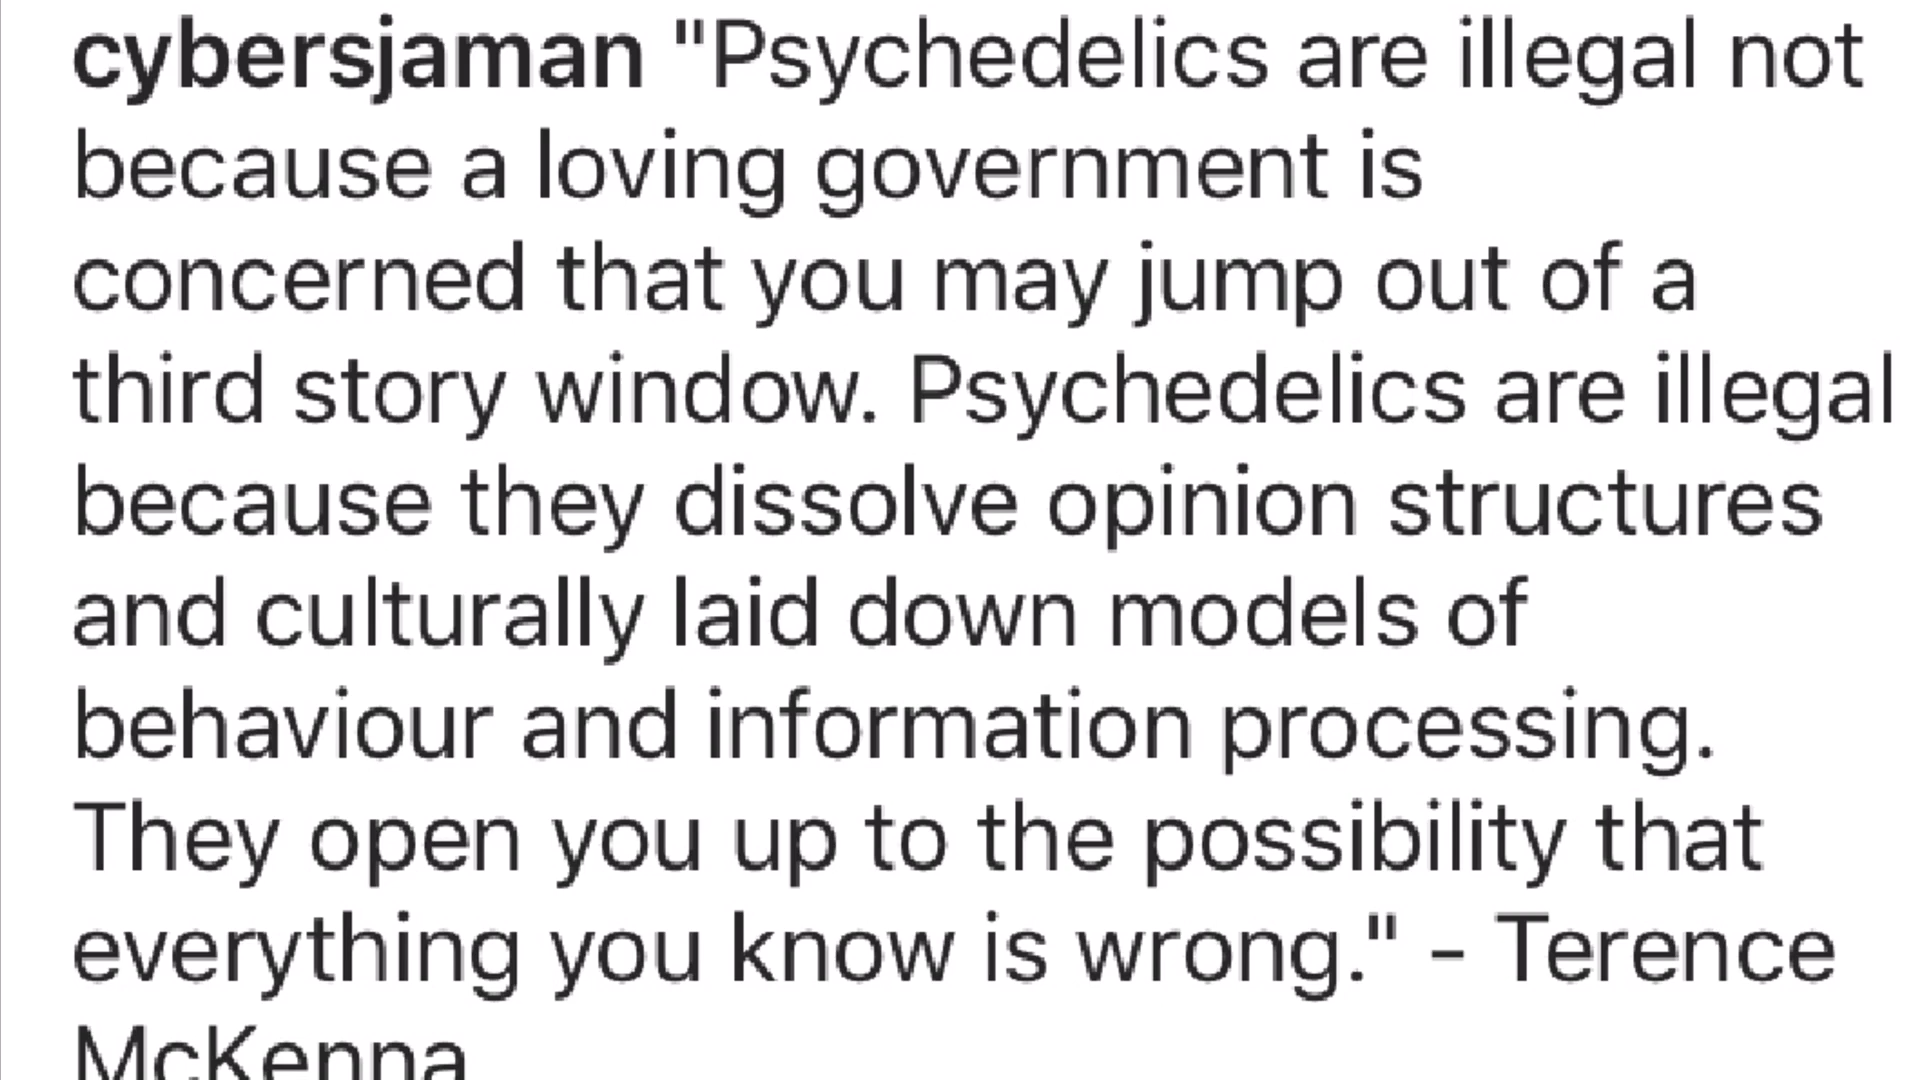 cybersjaman "Psychedelics are illegal not
because a loving government is
concerned that you may jump out of a
third story window. Psychedelics are illegal
because they dissolve opinion structures
and culturally laid down models of
behaviour and information processing.
They open you up to the possibility that
everything you know is wrong." - Terence
McKenna